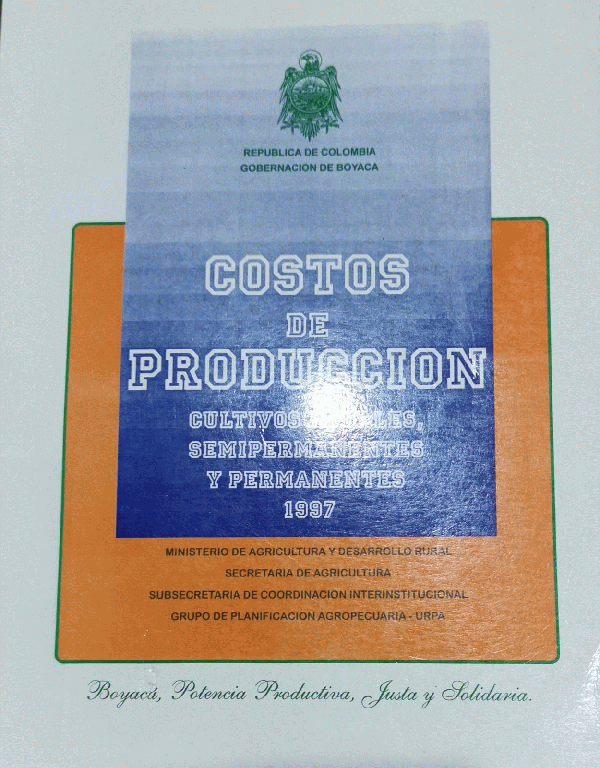 REPUBLICA DE COLOMBIA
GOBERNACION DE BOYACA
COSTOS
DE
PRODUCCION
CULTIVOS
SEMIPERMANENTES
Y PERMANENTES
1997
MINISTERIO DE AGRICULTURA Y DESARROLLO RURAL
SECRETARIA DE AGRICULTURA
SUBSECRETARIA DE COORDINACION INTERINSTITUCIONAL
GRUPO DE PLANIFICACION AGROPECUARIA - URPA
Boyacá, Potencia Productiva, Justa y Solidaria.